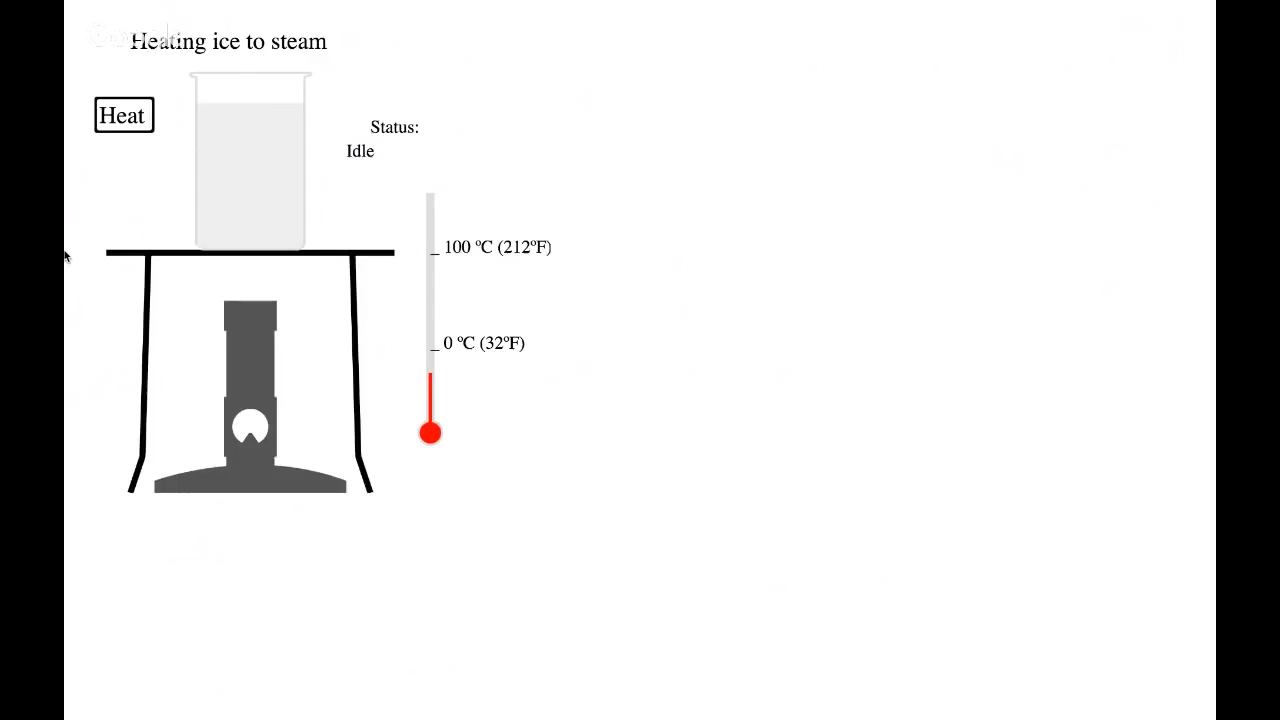 Heating ice to steam
Heat
Status:
Idle
100 ºC (212ºF)
0 ºC (32ºF)